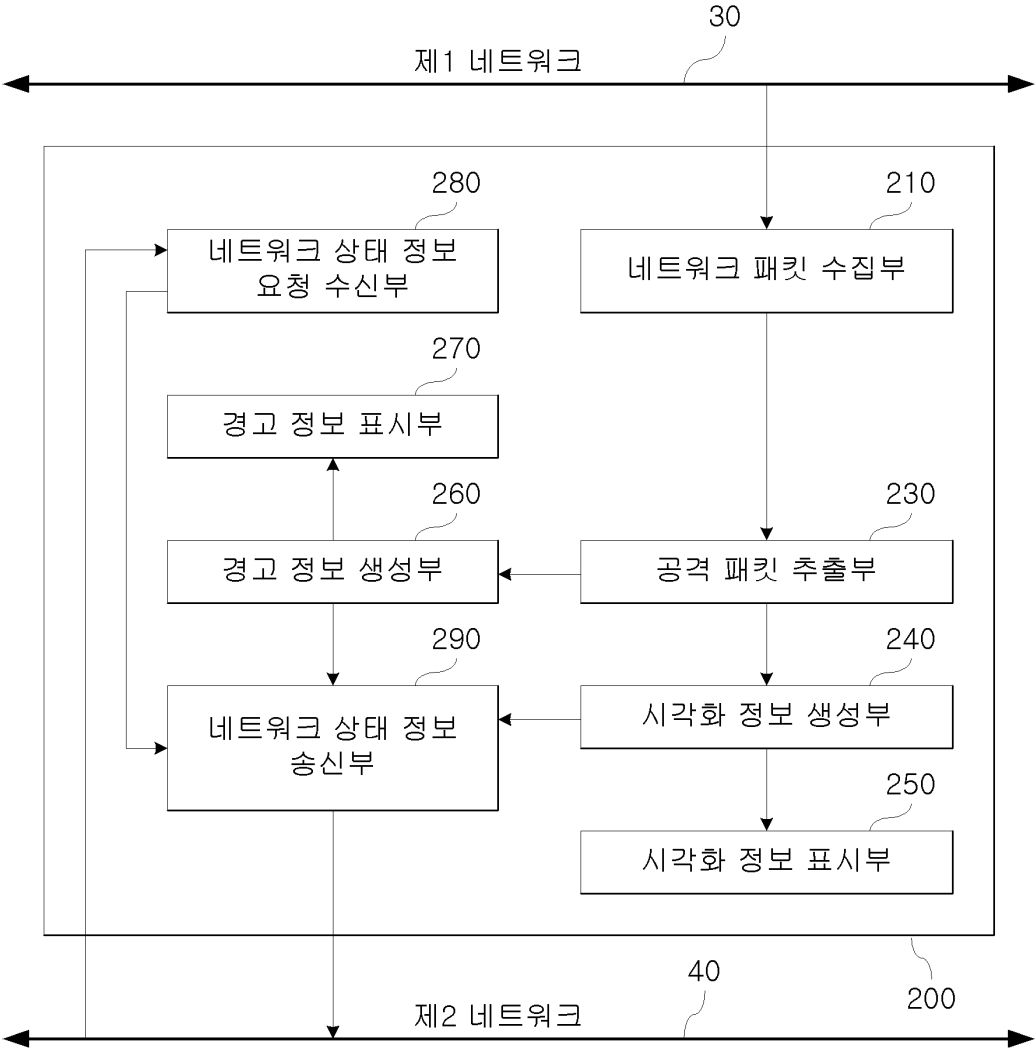 30
제1 네트워크
280
210
네트워크 상태 정보
요청 수신부
네트워크 패킷 수집부
270
경고 정보 표시부
260
230
경고 정보 생성부
공격 패킷 추출부
290
240
네트워크 상태 정보
송신부
시각화 정보 생성부
250
시각화 정보 표시부
200
40
제2 네트워크